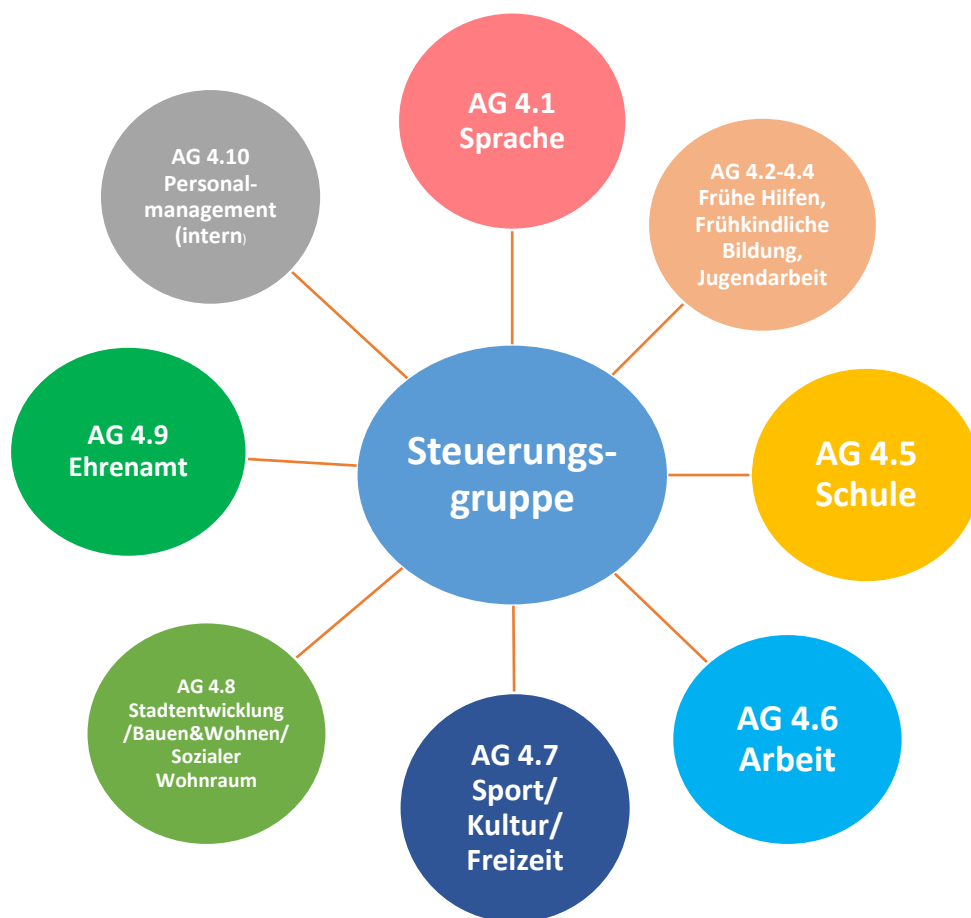 AG 4.1
Sprache
AG 4.2-4.4
Frühe Hilfen,
Frühkindliche
Bildung,
Jugendarbeit
AG 4.5
Schule
AG 4.6
Arbeit
AG 4.7
Sport/
Kultur/
Freizeit
AG 4.8
Stadtentwicklung
/Bauen&Wohnen/
Sozialer
Wohnraum
AG 4.9
Ehrenamt
AG 4.10
Personal-
management
(intern)
Steuerungs-
gruppe